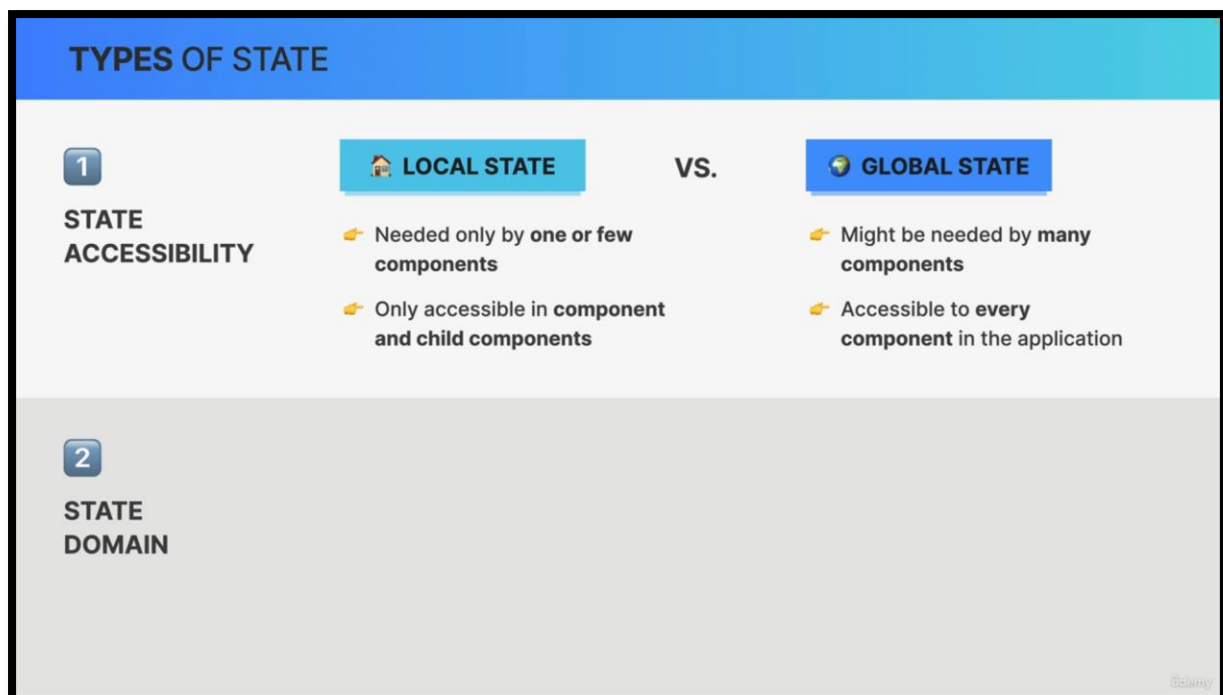 TYPES OF STATE
1
STATE
ACCESSIBILITY
🏠 LOCAL STATE
👉 Needed only by one or few
components
👉 Only accessible in component
and child components
VS.
🌍 GLOBAL STATE
👉 Might be needed by many
components
👉 Accessible to every
component in the application
2
STATE
DOMAIN
ûdemy